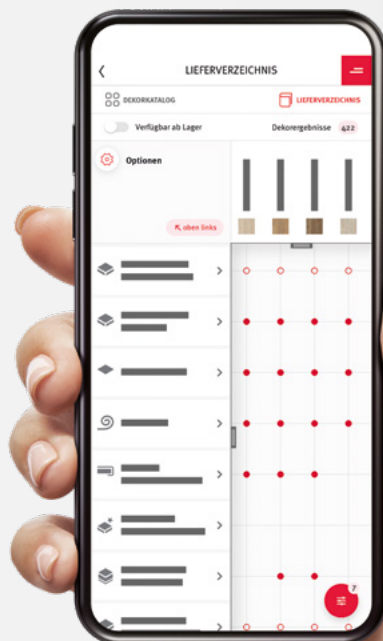 LIEFERVERZEICHNIS
DEKORKATALOG
LIEFERVERZEICHNIS
Verfügbar ab Lager
Dekorergebnisse 422
Optionen
oben links
7